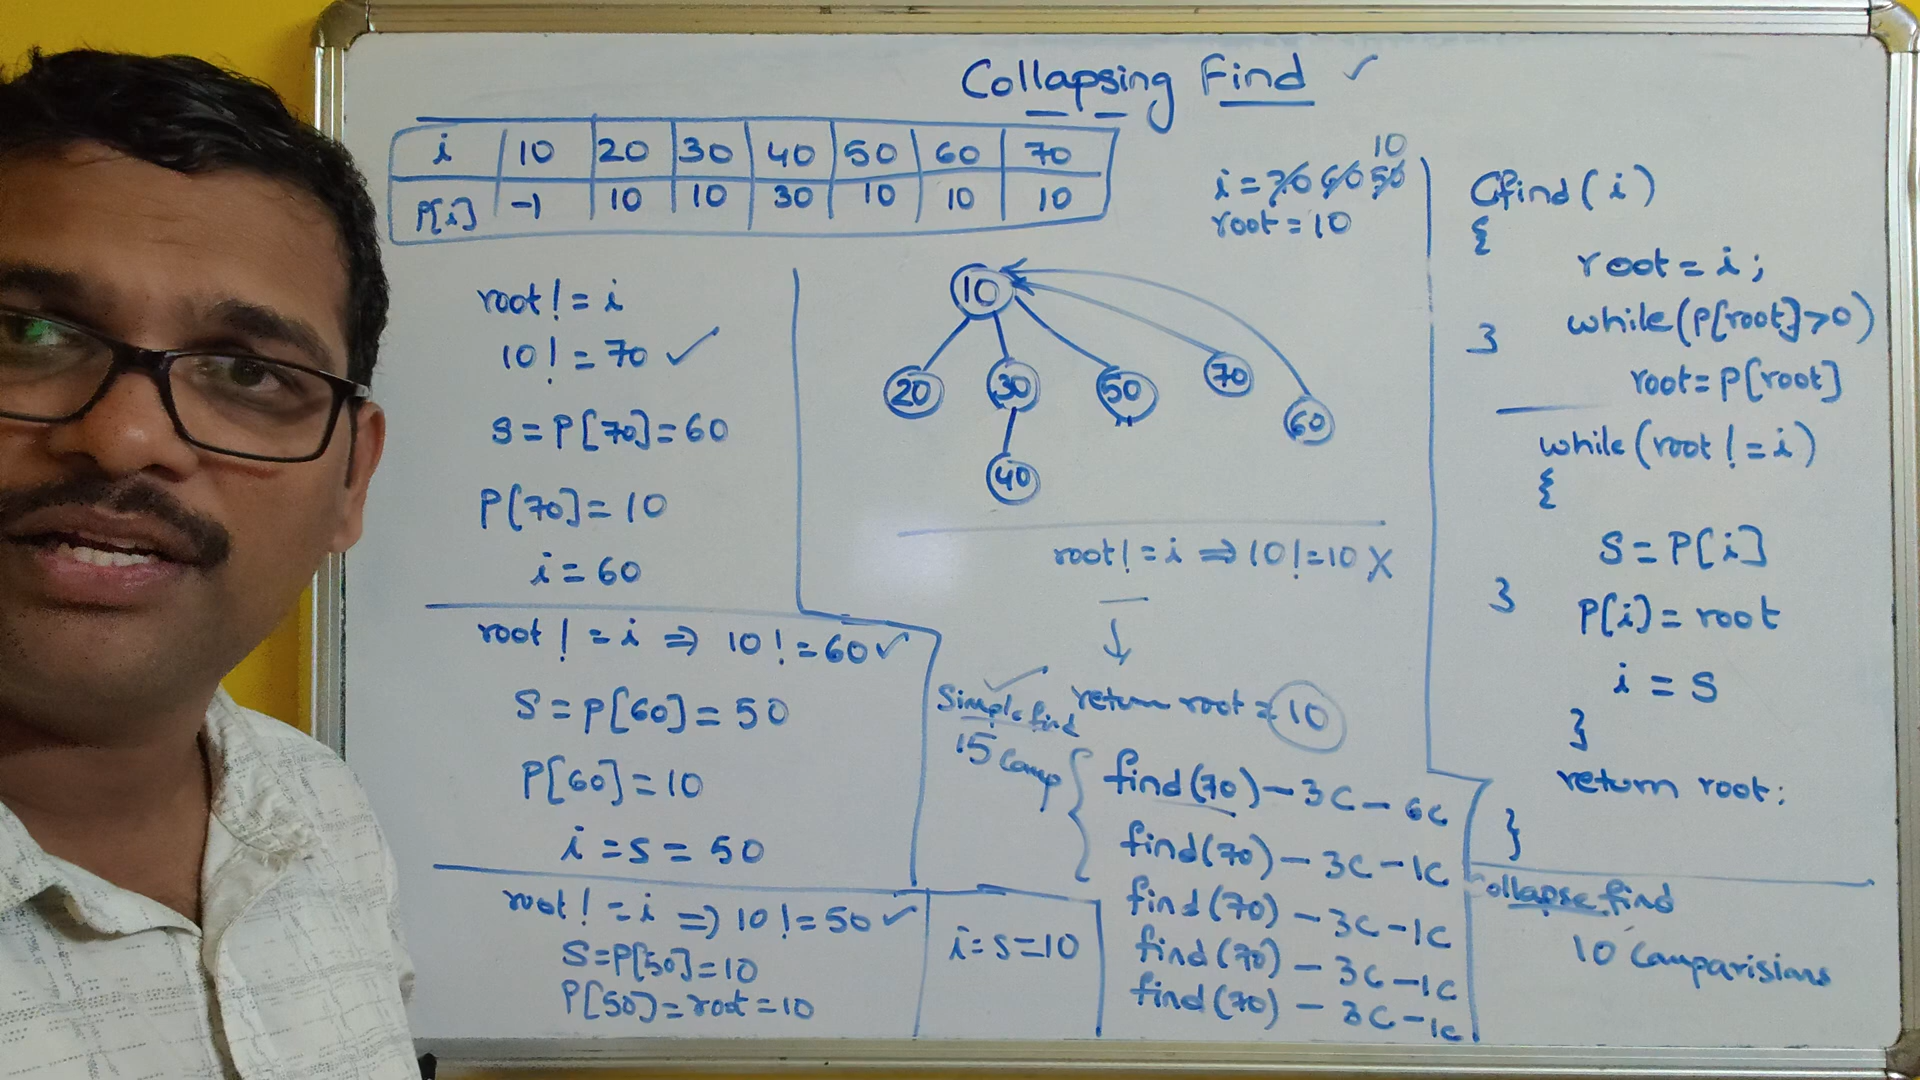 Collapsing Find ✓
i 10 20 30 40 50 60 70
P[i] -1 10 10 30 10 10 10
i = 70 60 50 10
root = 10
root != i
10 != 70 ✓
S = P[70] = 60
P[70] = 10
i = 60
root != i ⇒ 10 != 60 ✓
S = P[60] = 50
P[60] = 10
i = S = 50
root != i ⇒ 10 != 50 ✓
S = P[50] = 10
P[50] = root = 10
i = S = 10
10
20 30 50 70 60
40
root != i ⇒ 10 != 10 X
↓
return root = 10
Simple find ✓
15 Comp
find(70) - 3C - 6C
find(70) - 3C - 1C
find(70) - 3C - 1C
find(70) - 3C - 1C
find(70) - 3C - 1C
Cfind(i)
{
root = i;
while(P[root]>0)
}
root = P[root]
while(root != i)
{
S = P[i]
}
P[i] = root
i = S
}
return root;
}
Collapse find
10 Comparisians